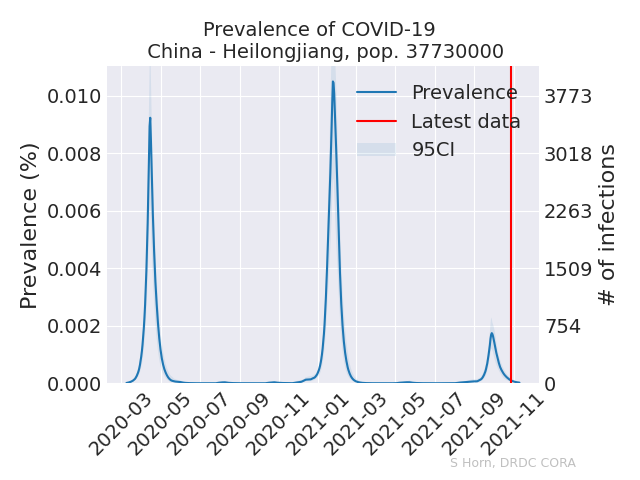 Prevalence of COVID-19
China - Heilongjiang, pop. 37730000
Prevalence (%)
0.010
0.008
0.006
0.004
0.002
0.000
Prevalence
Latest data
95CI
3773
3018
2263
1509
754
0
# of infections
2020-03
2020-05
2020-07
2020-09
2020-11
2021-01
2021-03
2021-05
2021-07
2021-09
2021-11
S Horn, DRDC CORA